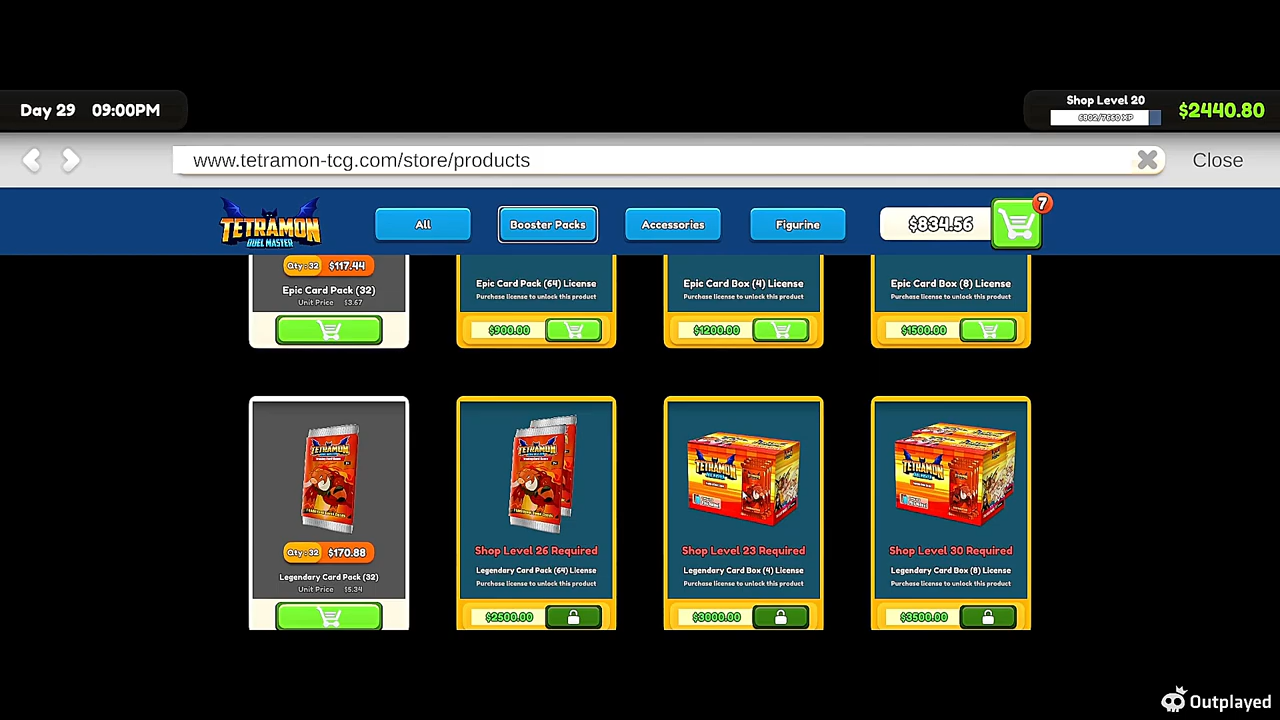 Day 29 09:00PM
Shop Level 20
6802/7660 XP
$2440.80
www.tetramon-tcg.com/store/products
Close
TETRAMON
DUEL MASTER
All
Booster Packs
Accessories
Figurine
$834.56
7
Qty : 32 $117.44
Epic Card Pack (32)
Unit Price $3.67
Epic Card Pack (64) License
Purchase license to unlock this product
$900.00
Epic Card Box (4) License
Purchase license to unlock this product
$1200.00
Epic Card Box (8) License
Purchase license to unlock this product
$1500.00
TETRAMON
Qty : 32 $170.88
Legendary Card Pack (32)
Unit Price $5.34
TETRAMON
Shop Level 26 Required
Legendary Card Pack (64) License
Purchase license to unlock this product
$2500.00
TETRAMON
Shop Level 23 Required
Legendary Card Box (4) License
Purchase license to unlock this product
$3000.00
TETRAMON
Shop Level 30 Required
Legendary Card Box (8) License
Purchase license to unlock this product
$3500.00
Outplayed